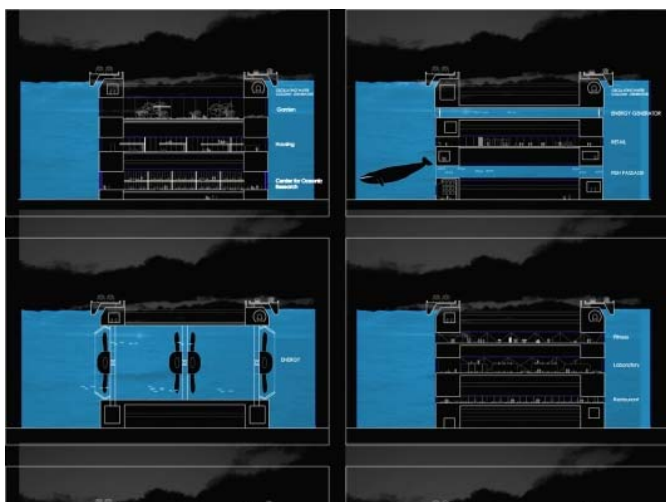 Garden
Housing
Center for Oceanic
Research
ENERGY GENERATOR
RETAIL
FISH PASSAGE
ENERGY
Fitness
Laboratory
Restaurant